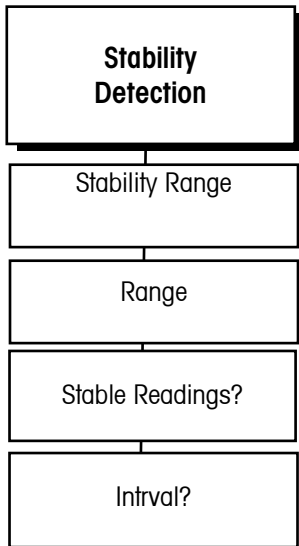 Stability
Detection
Stability Range
Range
Stable Readings?
Intrval?